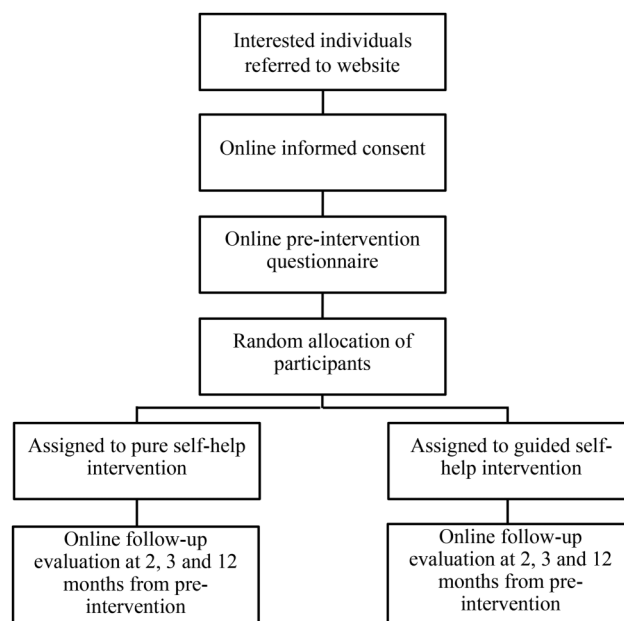 Interested individuals
referred to website
Online informed consent
Online pre-intervention
questionnaire
Random allocation of
participants
Assigned to pure self-help
intervention
Assigned to guided self-
help intervention
Online follow-up
evaluation at 2, 3 and 12
months from pre-
intervention
Online follow-up
evaluation at 2, 3 and 12
months from pre-
intervention